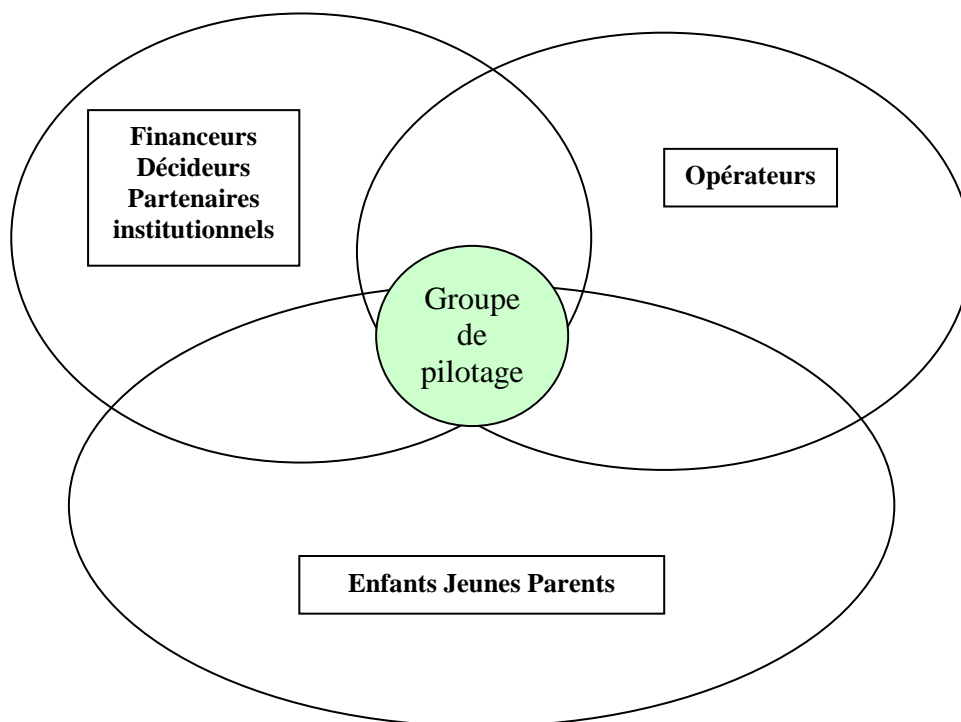 Financeurs
Décideurs
Partenaires
institutionnels
Opérateurs
Groupe
de
pilotage
Enfants Jeunes Parents